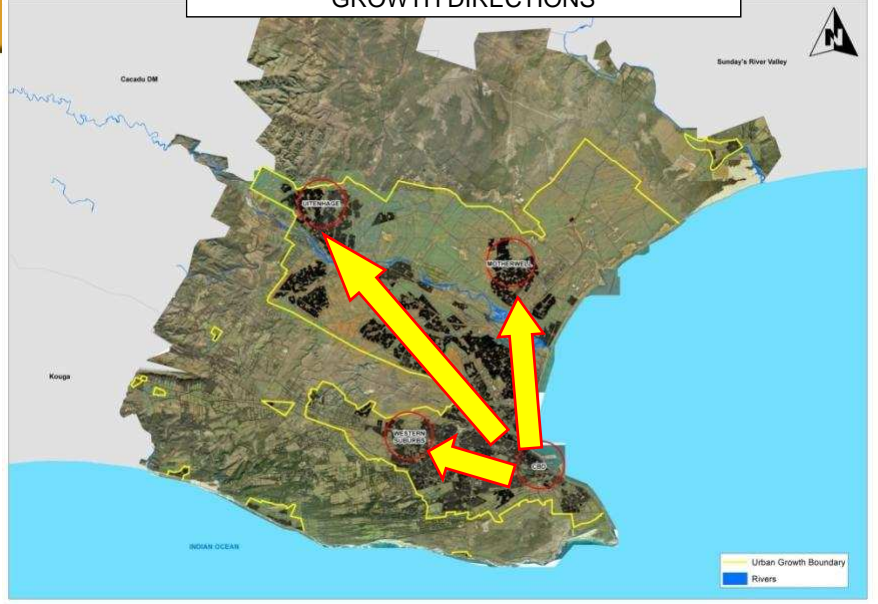 GROWTH DIRECTIONS
N
Sunday's River Valley
Cacadu DM
UITENHAGE
MOTHERWELL
Kouga
WESTERN
SUBURBS
CBD
INDIAN OCEAN
Urban Growth Boundary
Rivers